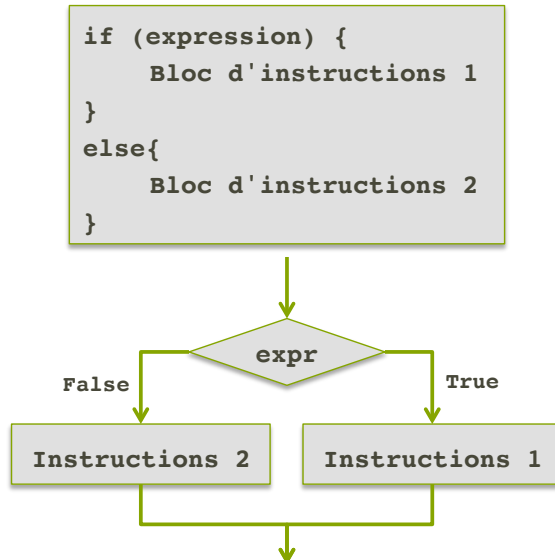 if (expression) {
Bloc d'instructions 1
}
else{
Bloc d'instructions 2
}
expr
False
True
Instructions 2
Instructions 1